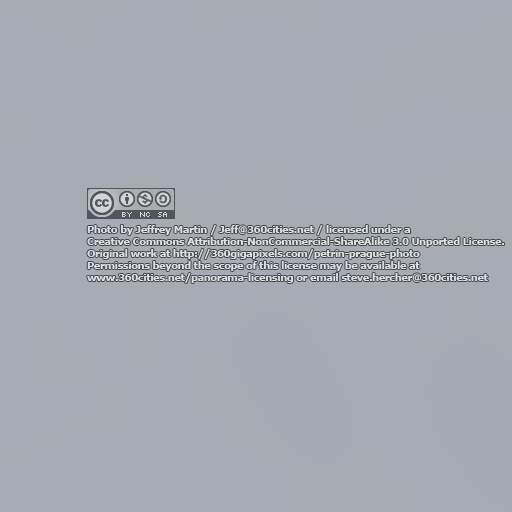 cc BY NC SA
Photo by Jeffrey Martin / Jeff@360cities.net / licensed under a
Creative Commons Attribution-NonCommercial-ShareAlike 3.0 Unported License.
Original work at http://360gigapixels.com/petrin-prague-photo
Permissions beyond the scope of this license may be available at
www.360cities.net/panorama-licensing or email steve.hercher@360cities.net